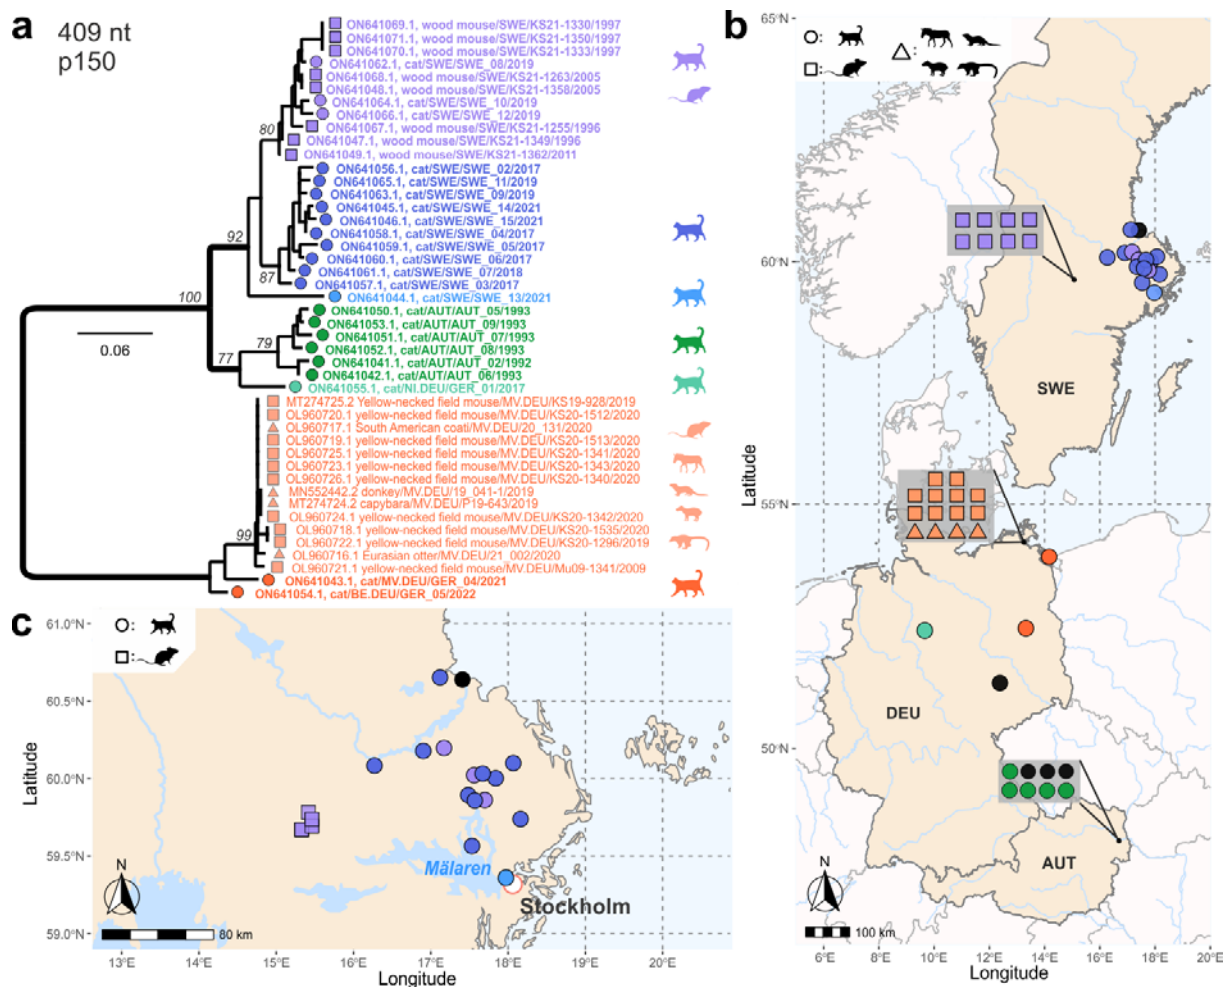 a
409 nt
p150
ON641069.1, wood mouse/SWE/KS21-1330/1997
ON641071.1, wood mouse/SWE/KS21-1350/1997
ON641070.1, wood mouse/SWE/KS21-1333/1997
ON641062.1, cat/SWE/SWE_08/2019
ON641068.1, wood mouse/SWE/KS21-1263/2005
ON641048.1, wood mouse/SWE/KS21-1358/2005
ON641064.1, cat/SWE/SWE_10/2019
ON641066.1, cat/SWE/SWE_12/2019
ON641067.1, wood mouse/SWE/KS21-1255/1996
ON641047.1, wood mouse/SWE/KS21-1349/1996
ON641049.1, wood mouse/SWE/KS21-1362/2011
ON641056.1, cat/SWE/SWE_02/2017
ON641065.1, cat/SWE/SWE_11/2019
ON641063.1, cat/SWE/SWE_09/2019
ON641045.1, cat/SWE/SWE_14/2021
ON641046.1, cat/SWE/SWE_15/2021
ON641058.1, cat/SWE/SWE_04/2017
ON641059.1, cat/SWE/SWE_05/2017
ON641060.1, cat/SWE/SWE_06/2017
ON641061.1, cat/SWE/SWE_07/2018
ON641057.1, cat/SWE/SWE_03/2017
ON641044.1, cat/SWE/SWE_13/2021
ON641050.1, cat/AUT/AUT_05/1993
ON641053.1, cat/AUT/AUT_09/1993
ON641051.1, cat/AUT/AUT_07/1993
ON641052.1, cat/AUT/AUT_08/1993
ON641041.1, cat/AUT/AUT_02/1992
ON641042.1, cat/AUT/AUT_06/1993
ON641055.1, cat/NI.DEU/GER_01/2017
MT274725.2 Yellow-necked field mouse/MV.DEU/KS19-928/2019
OL960720.1 yellow-necked field mouse/MV.DEU/KS20-1512/2020
OL960717.1 South American coati/MV.DEU/20_131/2020
OL960719.1 yellow-necked field mouse/MV.DEU/KS20-1513/2020
OL960725.1 yellow-necked field mouse/MV.DEU/KS20-1341/2020
OL960723.1 yellow-necked field mouse/MV.DEU/KS20-1343/2020
OL960726.1 yellow-necked field mouse/MV.DEU/KS20-1340/2020
MN552442.2 donkey/MV.DEU/19_041-1/2019
MT274724.2 capybara/MV.DEU/P19-643/2019
OL960724.1 yellow-necked field mouse/MV.DEU/KS20-1342/2020
OL960718.1 yellow-necked field mouse/MV.DEU/KS20-1535/2020
OL960722.1 yellow-necked field mouse/MV.DEU/KS20-1296/2019
OL960716.1 Eurasian otter/MV.DEU/21_002/2020
OL960721.1 yellow-necked field mouse/MV.DEU/Mu09-1341/2009
ON641043.1, cat/MV.DEU/GER_04/2021
ON641054.1, cat/BE.DEU/GER_05/2022
80
92
87
100
79
77
99
0.06
b
65°N
60°N
55°N
50°N
Latitude
Latitude
SWE
DEU
AUT
N
100 km
6°E 8°E 10°E 12°E 14°E 16°E 18°E 20°E
Longitude
c
61.0°N
60.5°N
60.0°N
59.5°N
59.0°N
Latitude
Mälaren
Stockholm
N
80 km
13°E 14°E 15°E 16°E 17°E 18°E 19°E 20°E
Longitude